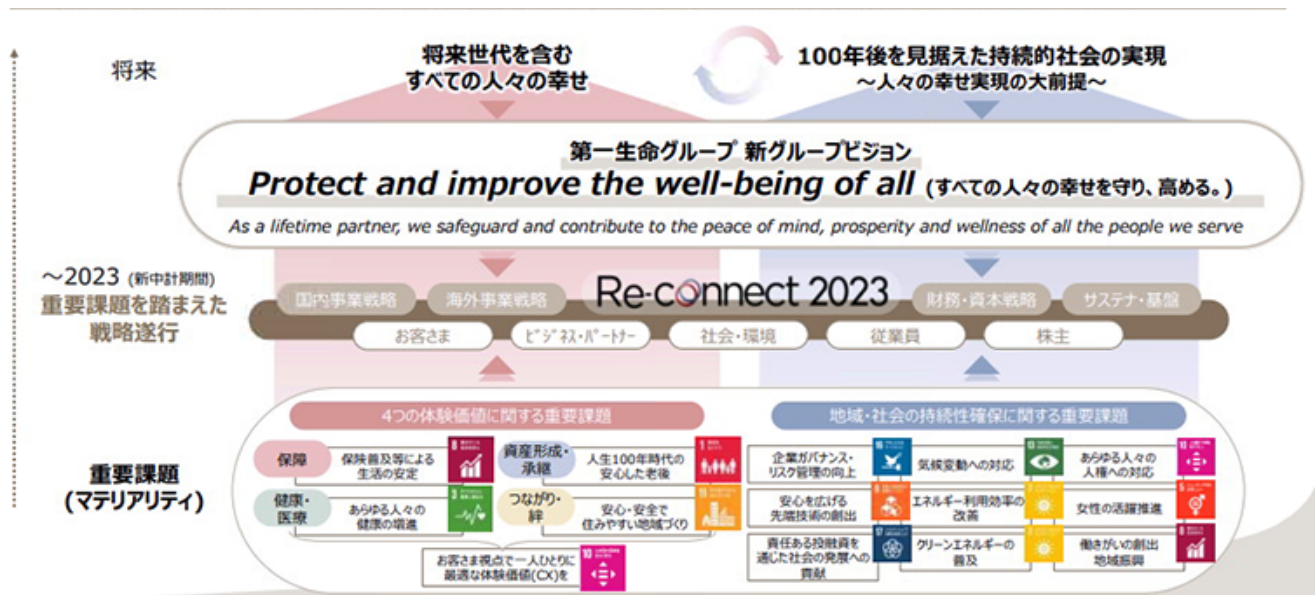 将来
将来世代を含む
すべての人々の幸せ
100年後を見据えた持続的社会の実現
～人々の幸せ実現の大前提～
第一生命グループ 新グループビジョン
Protect and improve the well-being of all (すべての人々の幸せを守り、高める。)
As a lifetime partner, we safeguard and contribute to the peace of mind, prosperity and wellness of all the people we serve
～2023 (新中計期間)
重要課題を踏まえた
戦略遂行
国内事業戦略
海外事業戦略
Re-connect 2023
財務・資本戦略
サステナ・基盤
お客さま
ビジネス・パートナー
社会・環境
従業員
株主
重要課題
(マテリアリティ)
4つの体験価値に関する重要課題
保障
保険普及等による
生活の安定
8
資産形成・
承継
人生100年時代の
安心した老後
1
健康・
医療
あらゆる人々の
健康の増進
3
つながり・
絆
安心・安全で
住みやすい地域づくり
11
お客さま視点で一人ひとりに
最適な体験価値(CX)を
10
地域・社会の持続性確保に関する重要課題
企業ガバナンス・
リスク管理の向上
16
気候変動への対応
13
あらゆる人々の
人権への対応
10
安心を広げる
先端技術の創出
9
エネルギー利用効率の
改善
7
女性の活躍推進
5
責任ある投融資を
通じた社会の発展への
貢献
17
クリーンエネルギーの
普及
7
働きがいの創出
地域振興
8